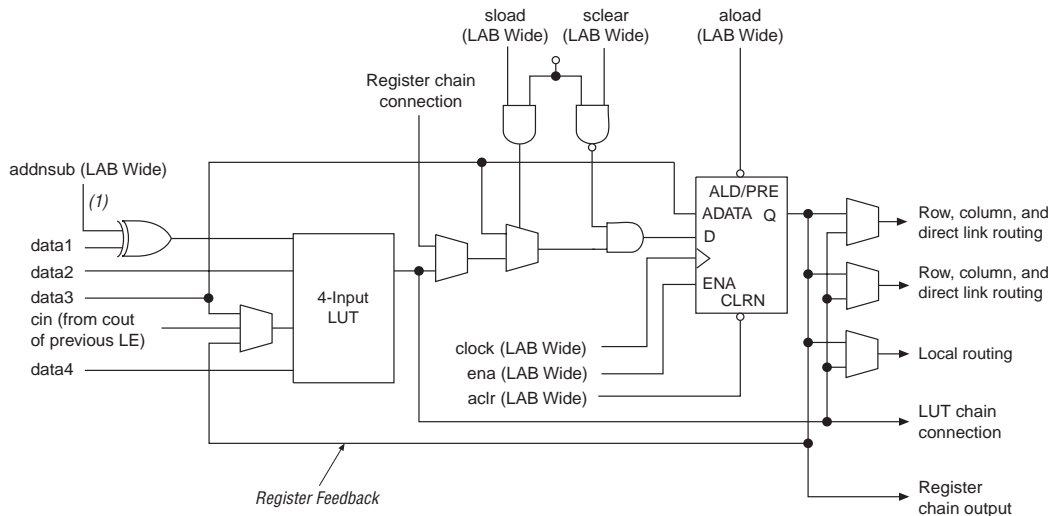 sload
(LAB Wide)
sclear
(LAB Wide)
aload
(LAB Wide)
Register chain
connection
addnsub (LAB Wide)
(1)
data1
data2
data3
cin (from cout
of previous LE)
data4
4-Input
LUT
ALD/PRE
ADATA Q
D
ENA
CLRN
clock (LAB Wide)
ena (LAB Wide)
aclr (LAB Wide)
Row, column, and
direct link routing
Row, column, and
direct link routing
Local routing
LUT chain
connection
Register
chain output
Register Feedback